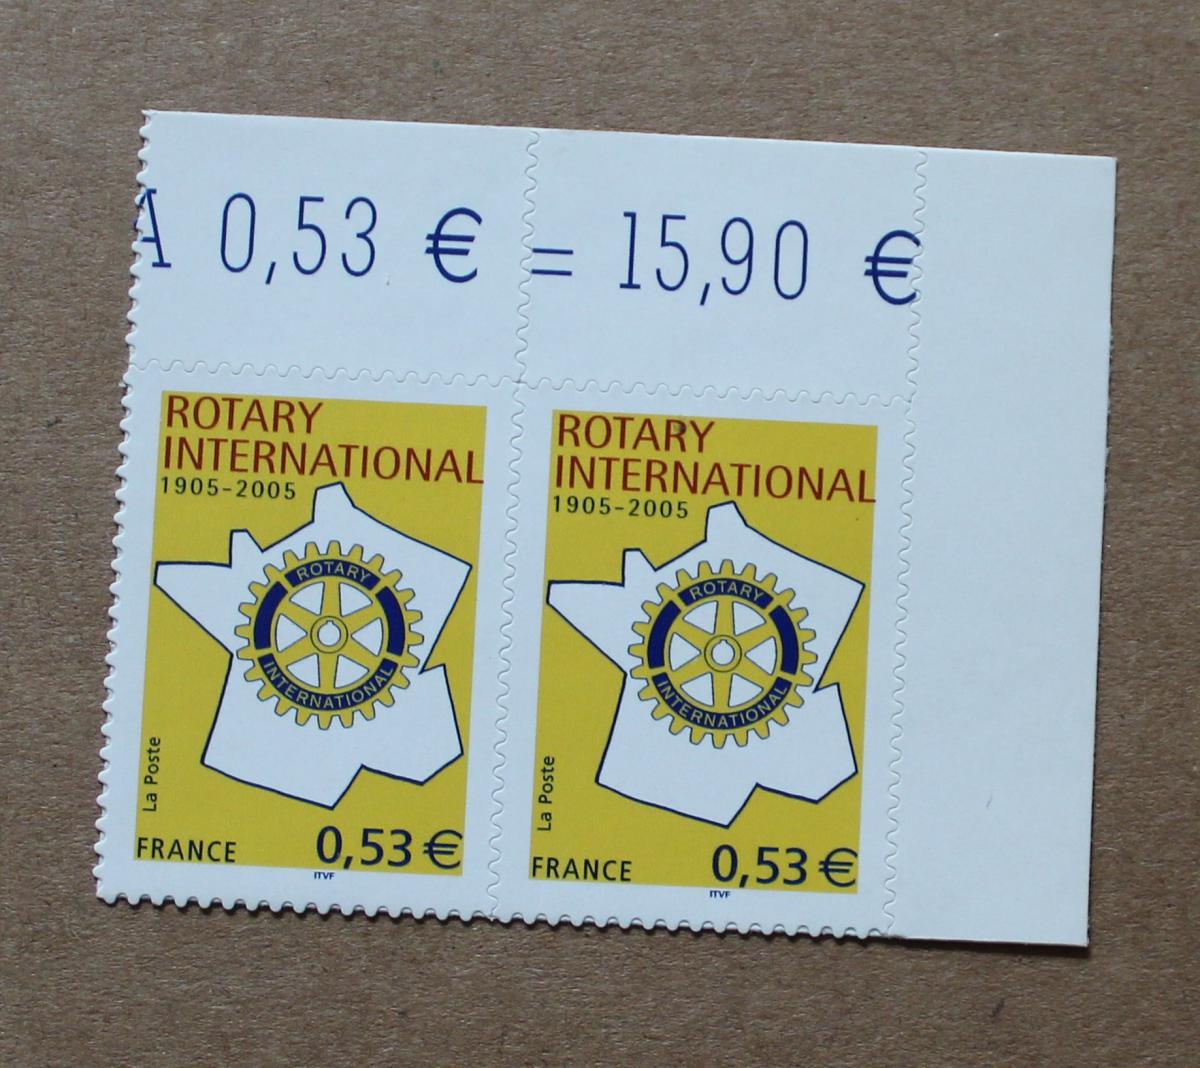 A 0,53 € = 15,90 €
ROTARY
INTERNATIONAL
1905-2005
ROTARY
INTERNATIONAL
La Poste
FRANCE 0,53 €
ITVF
ROTARY
INTERNATIONAL
1905-2005
ROTARY
INTERNATIONAL
La Poste
FRANCE 0,53 €
ITVF